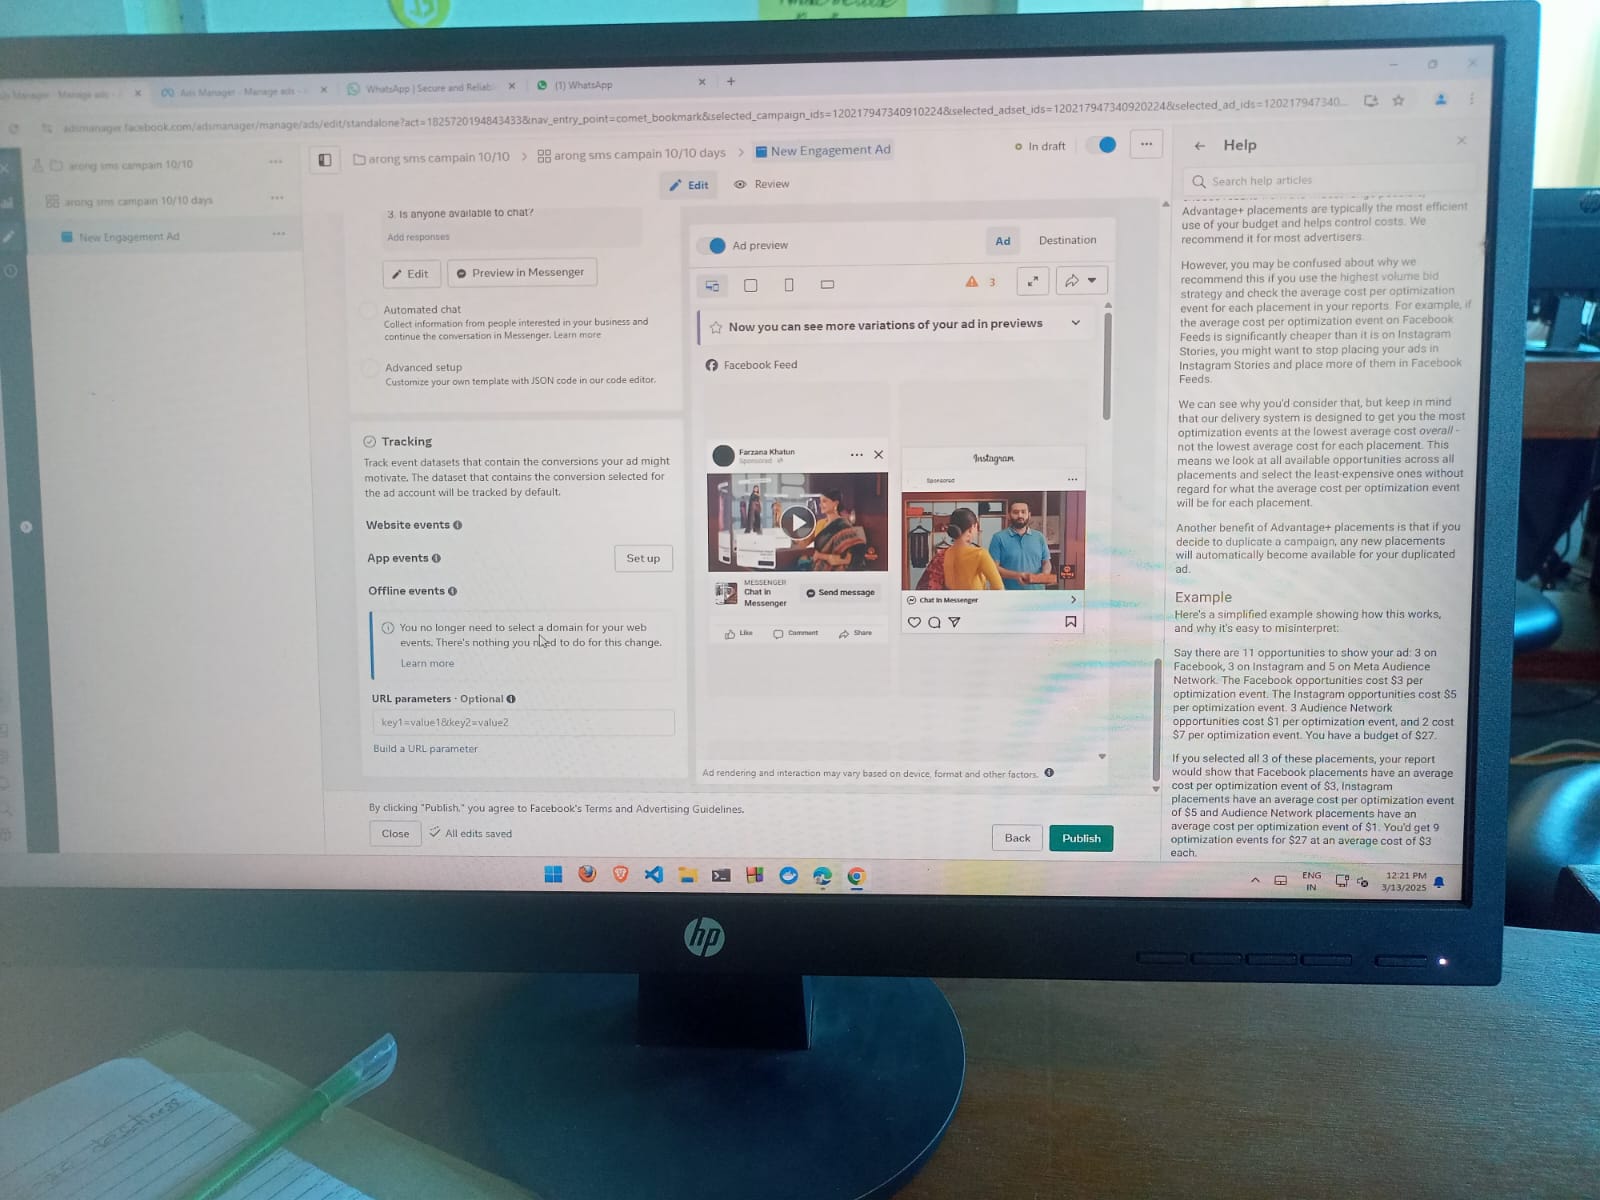 Ads Manager - Manage ads -
WhatsApp | Secure and Reliab
(1) WhatsApp
adsmanager.facebook.com/adsmanager/manage/ads/edit/standalone?act=1825720194843433&nav_entry_point=comet_bookmark&selected_campaign_ids=120217947340910224&selected_adset_ids=120217947340920224&selected_ad_ids=120217947340...
arong sms campain 10/10
arong sms campain 10/10 days
New Engagement Ad
arong sms campain 10/10 > arong sms campain 10/10 days > New Engagement Ad
In draft
Edit
Review
3. Is anyone available to chat?
Add responses
Edit
Preview in Messenger
Automated chat
Collect information from people interested in your business and
continue the conversation in Messenger. Learn more
Advanced setup
Customize your own template with JSON code in our code editor.
Tracking
Track event datasets that contain the conversions your ad might
motivate. The dataset that contains the conversion selected for
the ad account will be tracked by default.
Website events
App events
Set up
Offline events
You no longer need to select a domain for your web
events. There's nothing you need to do for this change.
Learn more
URL parameters · Optional
key1=value1&key2=value2
Build a URL parameter
Ad preview
Ad
Destination
3
Now you can see more variations of your ad in previews
Facebook Feed
Farzana Khatun
Sponsored
MESSENGER
Chat in
Messenger
Send message
Like
Comment
Share
Instagram
Sponsored
Chat in Messenger
Ad rendering and interaction may vary based on device, format and other factors.
By clicking "Publish," you agree to Facebook's Terms and Advertising Guidelines.
Close
All edits saved
Back
Publish
Help
Search help articles
Advantage+ placements are typically the most efficient
use of your budget and helps control costs. We
recommend it for most advertisers.
However, you may be confused about why we
recommend this if you use the highest volume bid
strategy and check the average cost per optimization
event for each placement in your reports. For example, if
the average cost per optimization event on Facebook
Feeds is significantly cheaper than it is on Instagram
Stories, you might want to stop placing your ads in
Instagram Stories and place more of them in Facebook
Feeds.
We can see why you'd consider that, but keep in mind
that our delivery system is designed to get you the most
optimization events at the lowest average cost overall -
not the lowest average cost for each placement. This
means we look at all available opportunities across all
placements and select the least-expensive ones without
regard for what the average cost per optimization event
will be for each placement.
Another benefit of Advantage+ placements is that if you
decide to duplicate a campaign, any new placements
will automatically become available for your duplicated
ad.
Example
Here's a simplified example showing how this works,
and why it's easy to misinterpret:
Say there are 11 opportunities to show your ad: 3 on
Facebook, 3 on Instagram and 5 on Meta Audience
Network. The Facebook opportunities cost $3 per
optimization event. The Instagram opportunities cost $5
per optimization event. 3 Audience Network
opportunities cost $1 per optimization event, and 2 cost
$7 per optimization event. You have a budget of $27.
If you selected all 3 of these placements, your report
would show that Facebook placements have an average
cost per optimization event of $3, Instagram
placements have an average cost per optimization event
of $5 and Audience Network placements have an
average cost per optimization event of $1. You'd get 9
optimization events for $27 at an average cost of $3
each.
ENG
IN
12:21 PM
3/13/2025
hp